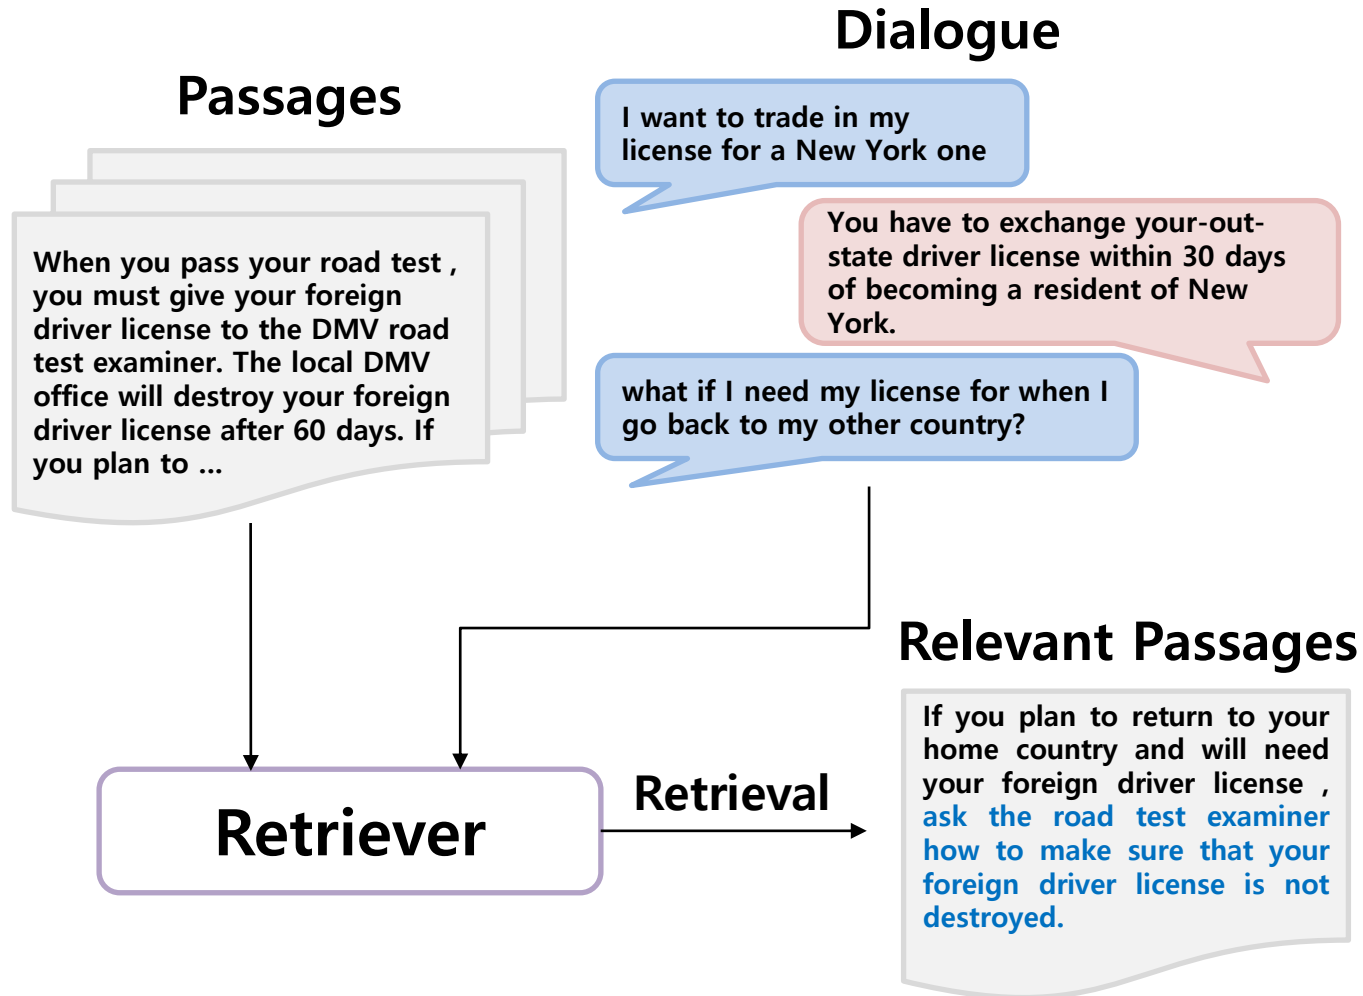 Passages
When you pass your road test ,
you must give your foreign
driver license to the DMV road
test examiner. The local DMV
office will destroy your foreign
driver license after 60 days. If
you plan to ...
Dialogue
I want to trade in my
license for a New York one
You have to exchange your-out-
state driver license within 30 days
of becoming a resident of New
York.
what if I need my license for when I
go back to my other country?
Retriever
Retrieval
Relevant Passages
If you plan to return to your
home country and will need
your foreign driver license ,
ask the road test examiner
how to make sure that your
foreign driver license is not
destroyed.